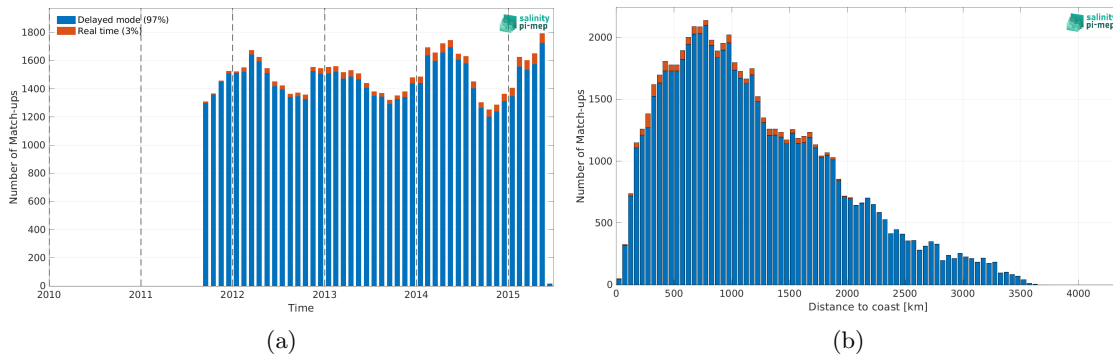 Delayed mode (97%)
Real time (3%)
salinity
pi-mep
1800
1600
1400
1200
1000
800
600
400
200
0
Number of Match-ups
2010
2011
2012
2013
2014
2015
Time
(a)
salinity
pi-mep
2000
1500
1000
500
0
Number of Match-ups
0
500
1000
1500
2000
2500
3000
3500
4000
Distance to coast [km]
(b)